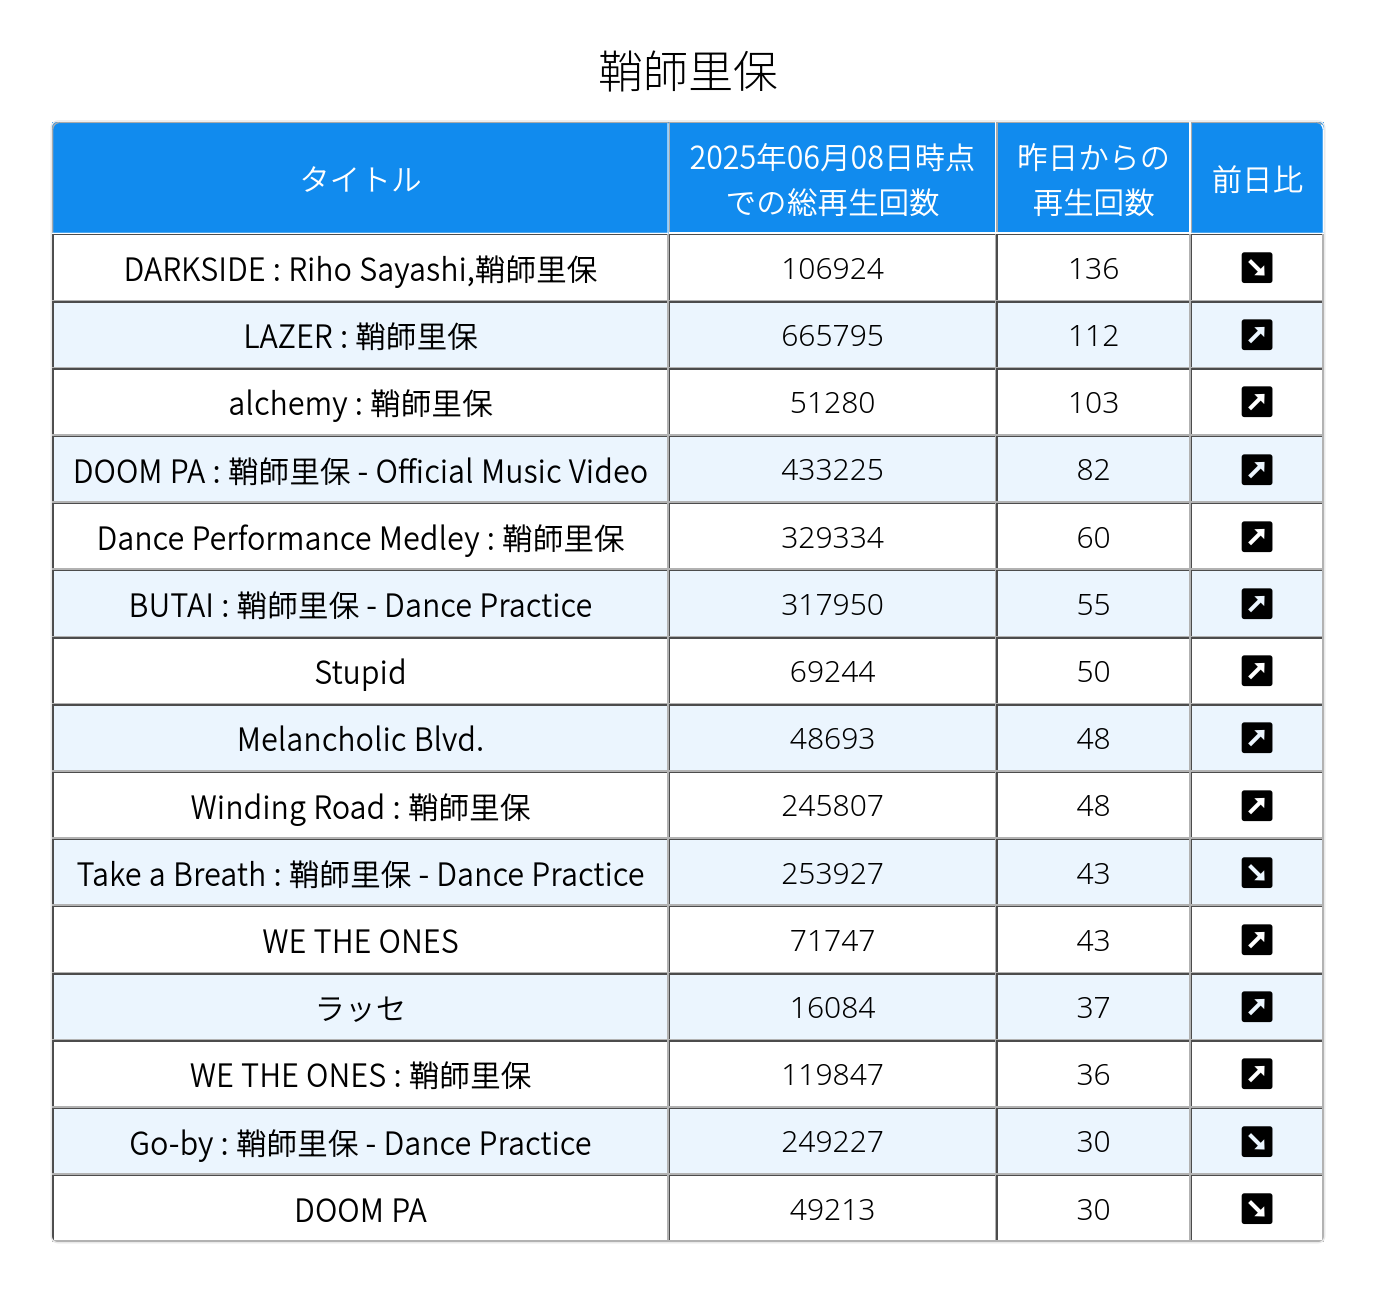 鞘師里保
タイトル 2025年06月08日時点での総再生回数 昨日からの再生回数 前日比
DARKSIDE : Riho Sayashi,鞘師里保 106924 136 ↘
LAZER : 鞘師里保 665795 112 ↗
alchemy : 鞘師里保 51280 103 ↗
DOOM PA : 鞘師里保 - Official Music Video 433225 82 ↗
Dance Performance Medley : 鞘師里保 329334 60 ↗
BUTAI : 鞘師里保 - Dance Practice 317950 55 ↗
Stupid 69244 50 ↗
Melancholic Blvd. 48693 48 ↗
Winding Road : 鞘師里保 245807 48 ↗
Take a Breath : 鞘師里保 - Dance Practice 253927 43 ↘
WE THE ONES 71747 43 ↗
ラッセ 16084 37 ↗
WE THE ONES : 鞘師里保 119847 36 ↗
Go-by : 鞘師里保 - Dance Practice 249227 30 ↘
DOOM PA 49213 30 ↘